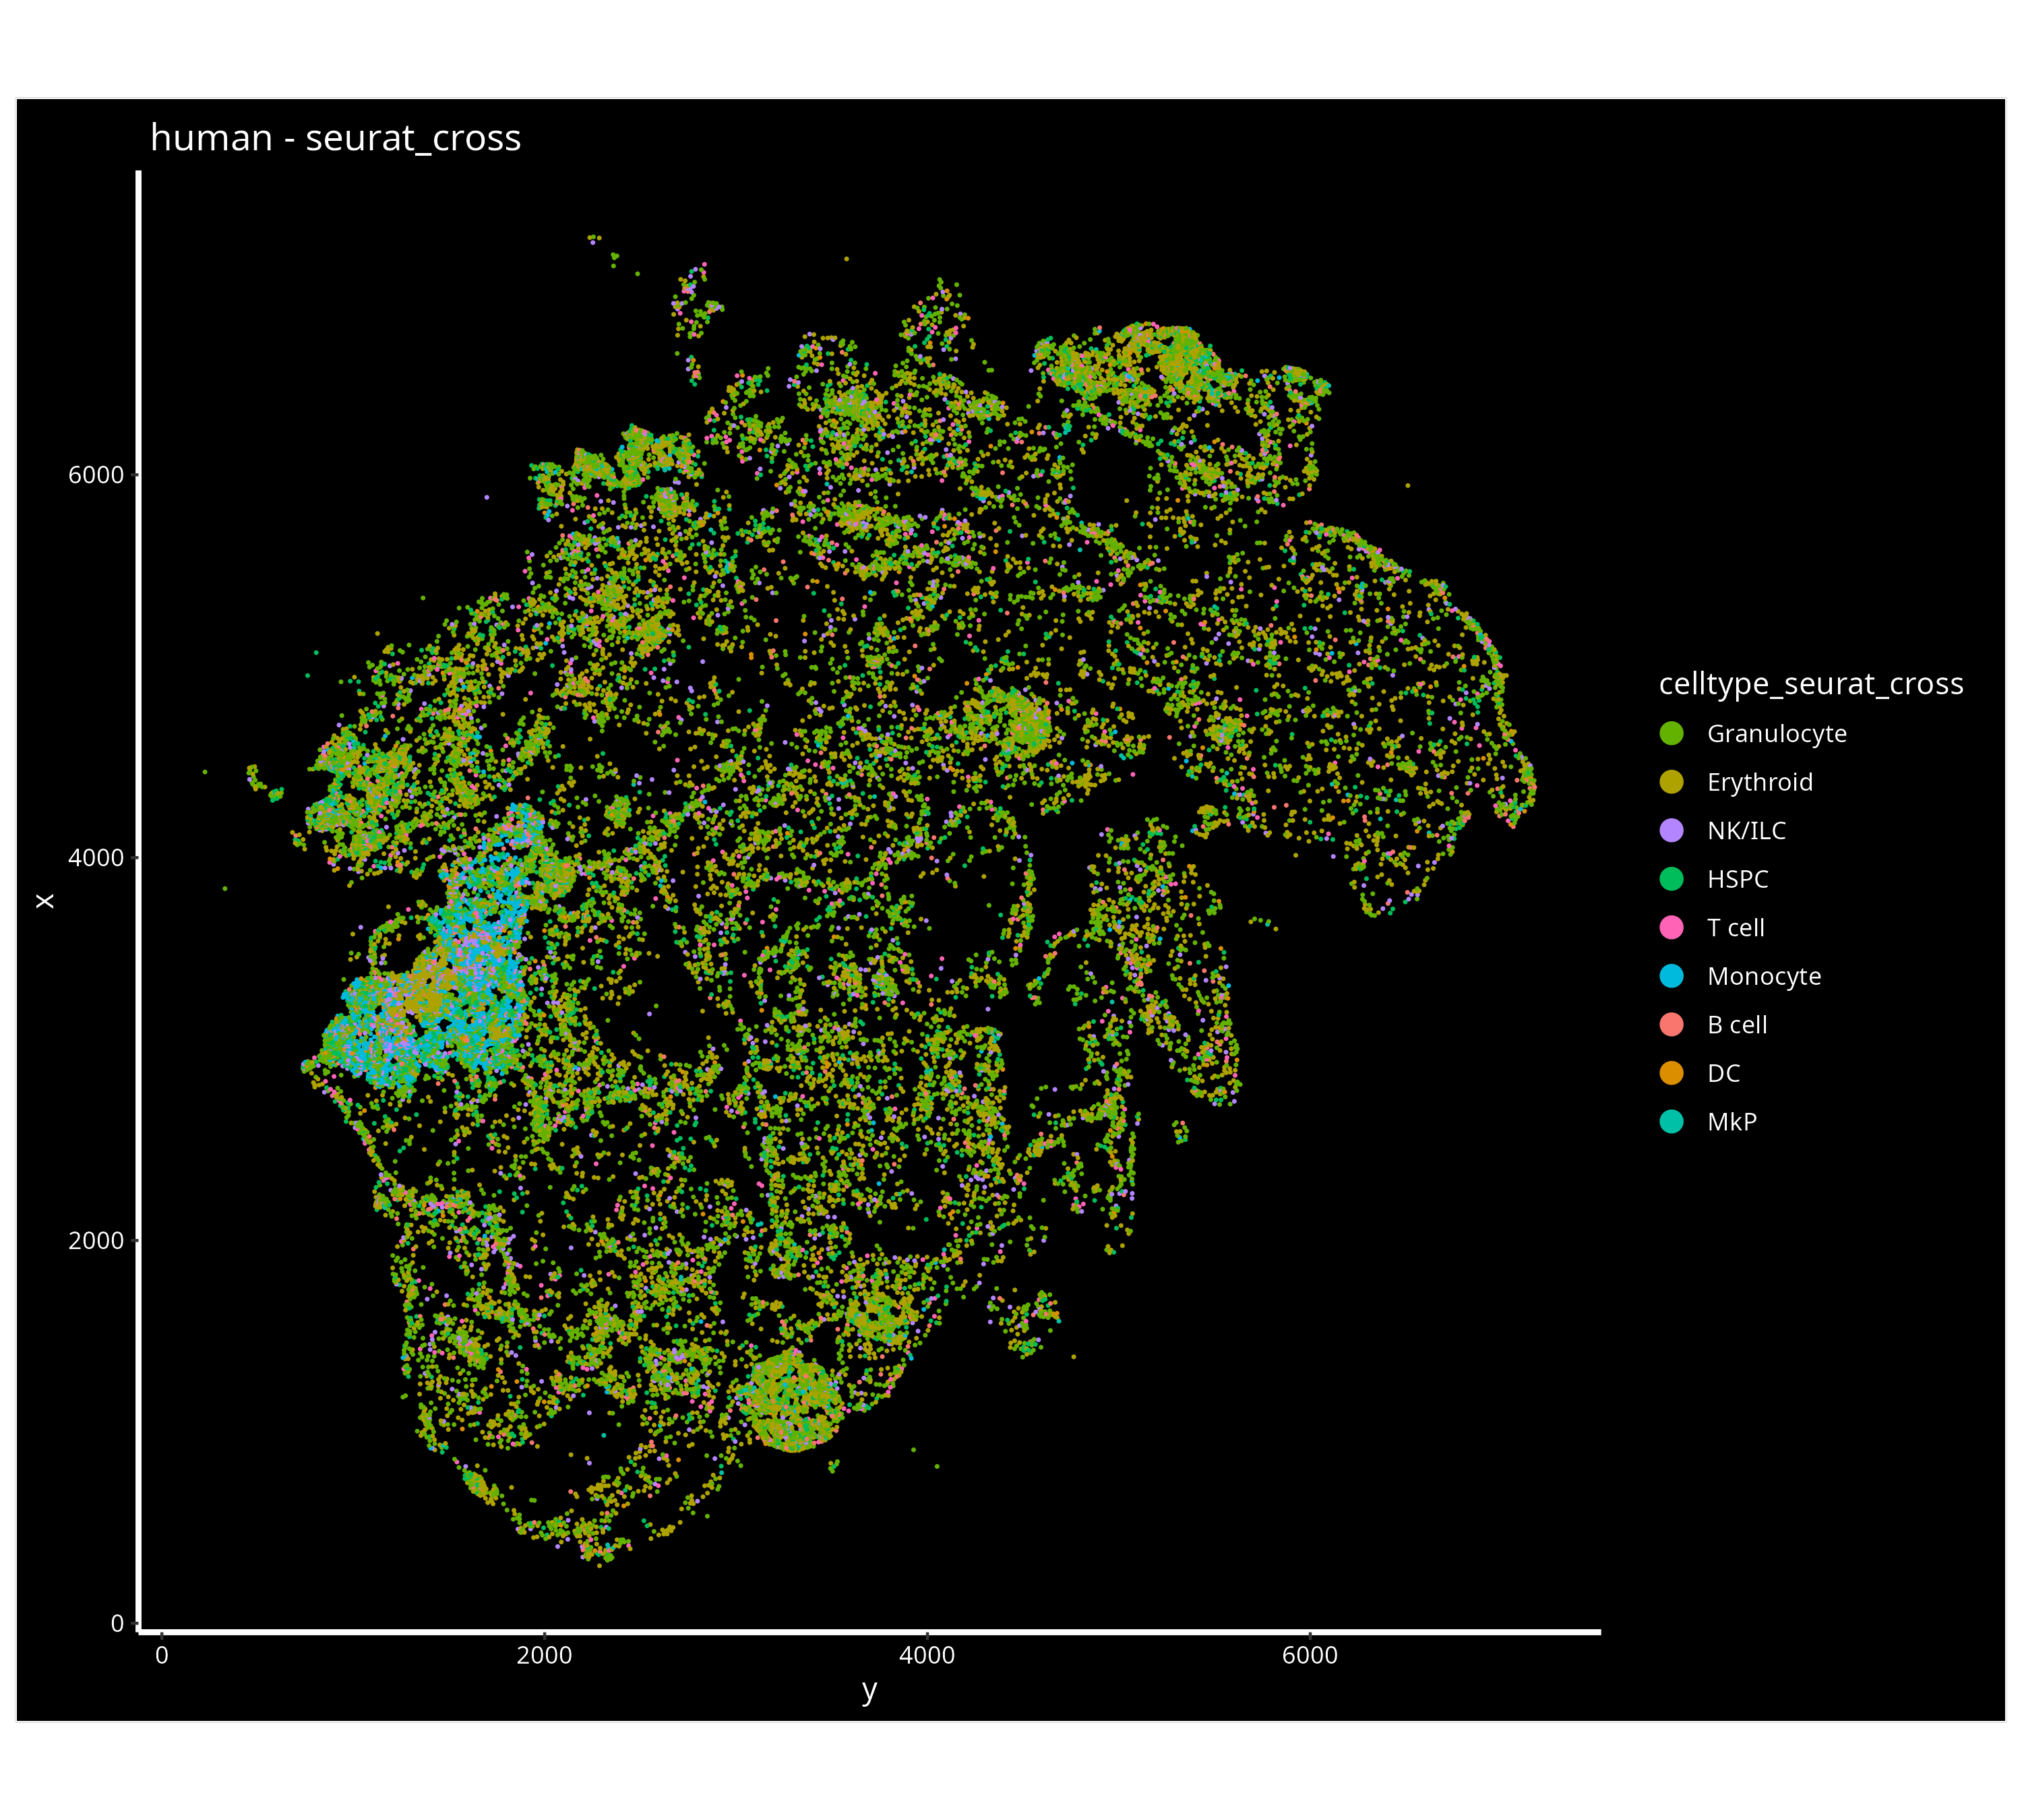 human - seurat_cross
6000
4000
2000
0
x
0
2000
4000
6000
y
celltype_seurat_cross
Granulocyte
Erythroid
NK/ILC
HSPC
T cell
Monocyte
B cell
DC
MkP